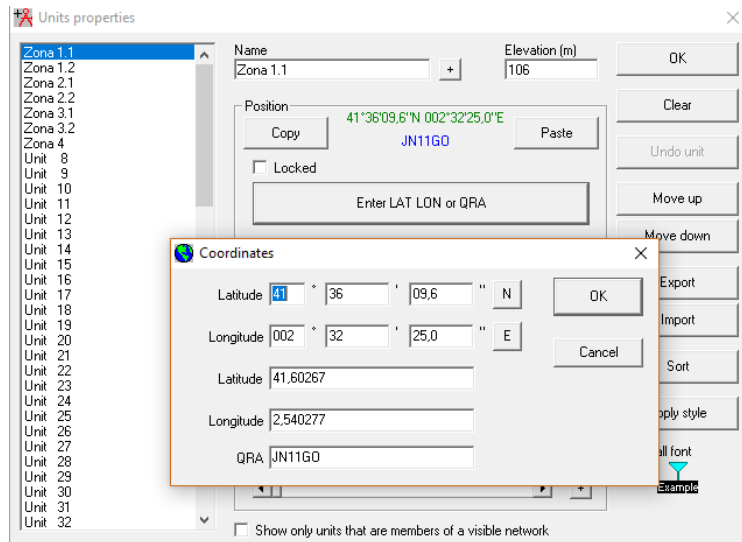 Units properties
Zona 1.1
Zona 1.2
Zona 2.1
Zona 2.2
Zona 3.1
Zona 3.2
Zona 4
Unit 8
Unit 9
Unit 10
Unit 11
Unit 12
Unit 13
Unit 14
Unit 15
Unit 16
Unit 17
Unit 18
Unit 19
Unit 20
Unit 21
Unit 22
Unit 23
Unit 24
Unit 25
Unit 26
Unit 27
Unit 28
Unit 29
Unit 30
Unit 31
Unit 32
Name
Zona 1.1
+
Elevation (m)
106
Position
Copy
41°36'09,6"N 002°32'25,0"E
JN11GO
Paste
Locked
Enter LAT LON or QRA
OK
Clear
Undo unit
Move up
Move down
Export
Import
Sort
pply style
all font
Example
Coordinates
Latitude 41 ° 36 ' 09,6 " N
Longitude 002 ° 32 ' 25,0 " E
Latitude 41,60267
Longitude 2,540277
QRA JN11GO
OK
Cancel
+
Show only units that are members of a visible network